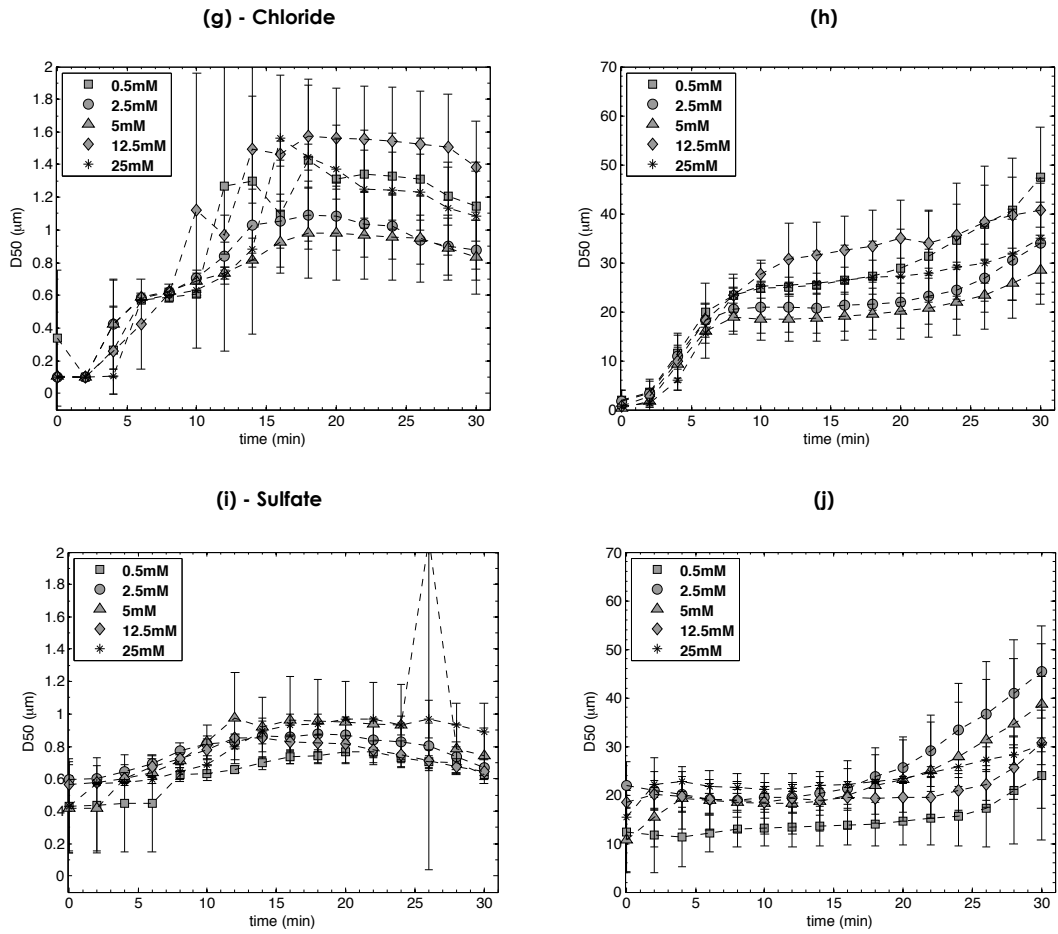 (g) - Chloride
(h)
2
1.8
1.6
1.4
1.2
1
0.8
0.6
0.4
0.2
0
D50 (μm)
0.5mM
2.5mM
5mM
12.5mM
25mM
0 5 10 15 20 25 30
time (min)
70
60
50
40
30
20
10
0
D50 (μm)
0.5mM
2.5mM
5mM
12.5mM
25mM
0 5 10 15 20 25 30
time (min)
(i) - Sulfate
(j)
2
1.8
1.6
1.4
1.2
1
0.8
0.6
0.4
0.2
0
D50 (μm)
0.5mM
2.5mM
5mM
12.5mM
25mM
0 5 10 15 20 25 30
time (min)
70
60
50
40
30
20
10
0
D50 (μm)
0.5mM
2.5mM
5mM
12.5mM
25mM
0 5 10 15 20 25 30
time (min)